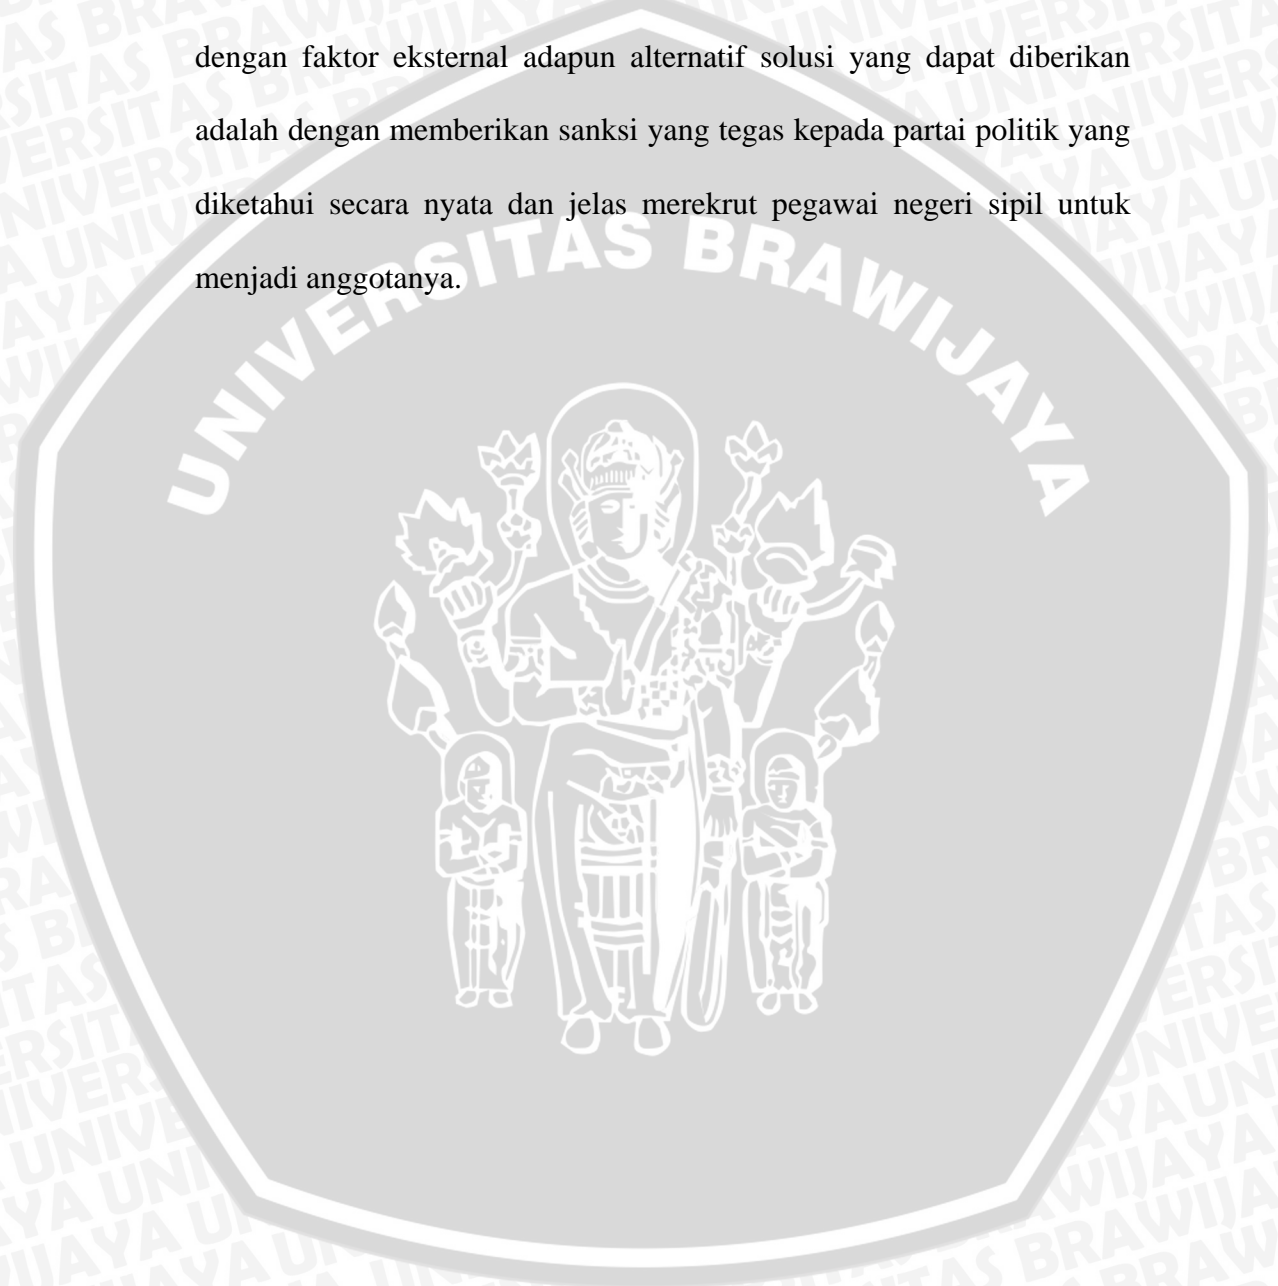 dengan faktor eksternal adapun alternatif solusi yang dapat diberikan
adalah dengan memberikan sanksi yang tegas kepada partai politik yang
diketahui secara nyata dan jelas merekrut pegawai negeri sipil untuk
menjadi anggotanya.
UNIVERSITAS BRAWIJAYA